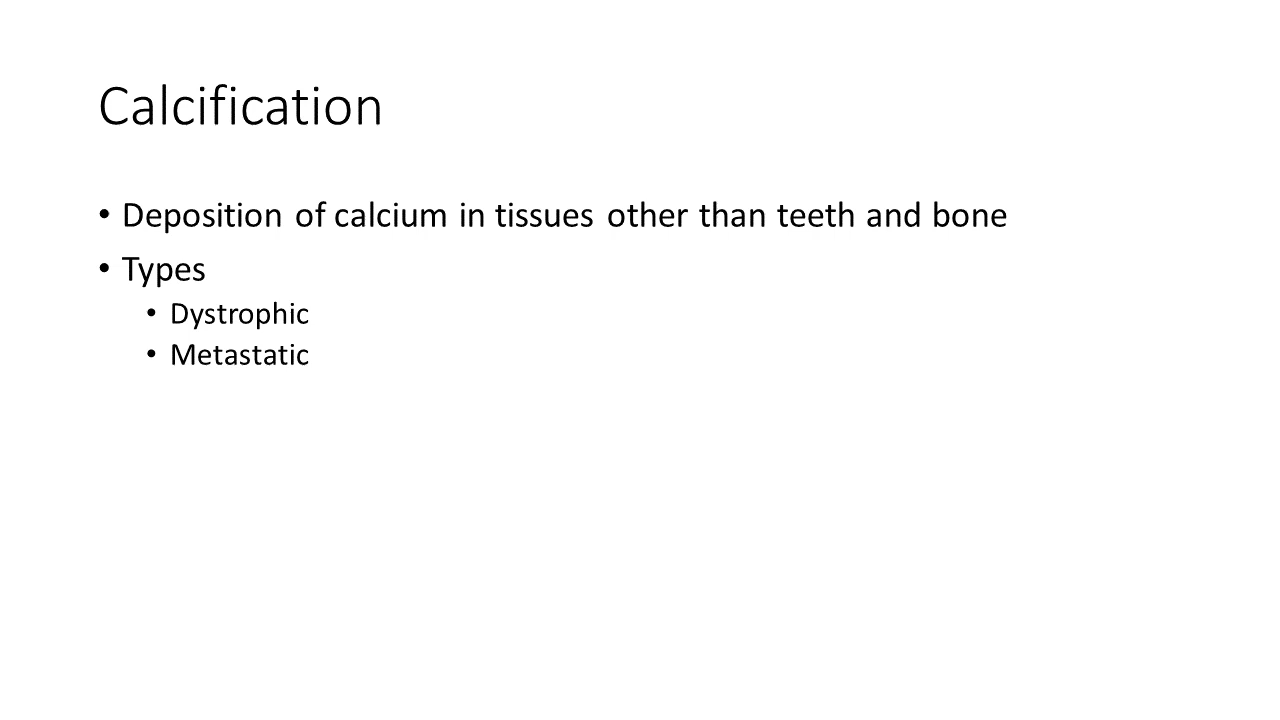 Calcification
• Deposition of calcium in tissues other than teeth and bone
• Types
• Dystrophic
• Metastatic